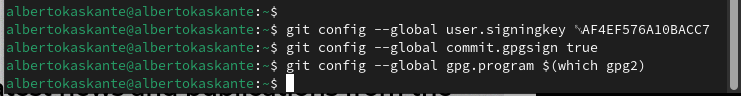 albertokaskante@albertokaskante:~$
albertokaskante@albertokaskante:~$ git config --global user.signingkey %AF4EF576A10BACC7
albertokaskante@albertokaskante:~$ git config --global commit.gpgsign true
albertokaskante@albertokaskante:~$ git config --global gpg.program $(which gpg2)
albertokaskante@albertokaskante:~$